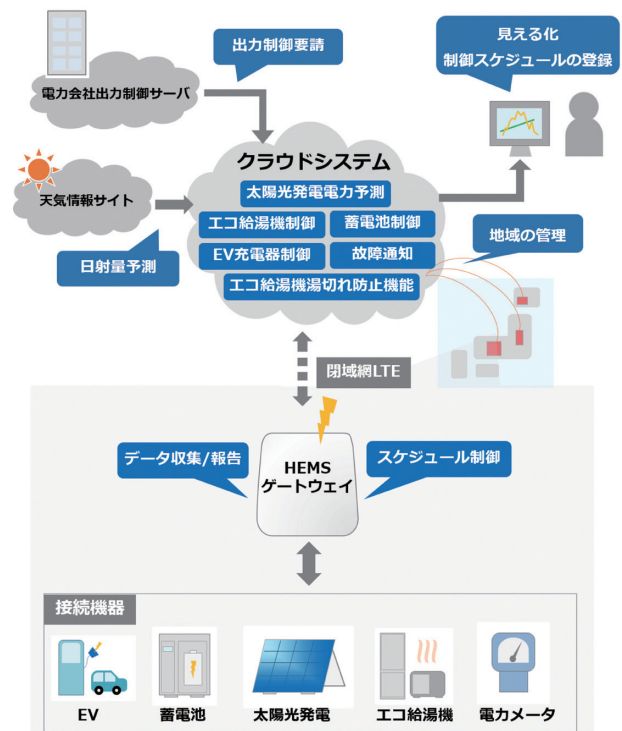 出力制御要請
電力会社出力制御サーバ
見える化
制御スケジュールの登録
クラウドシステム
太陽光発電電力予測
エコ給湯機制御
蓄電池制御
EV充電器制御
故障通知
エコ給湯機湯切れ防止機能
天気情報サイト
日射量予測
地域の管理
閉域網LTE
データ収集/報告
HEMS
ゲートウェイ
スケジュール制御
接続機器
EV
蓄電池
太陽光発電
エコ給湯機
電力メータ